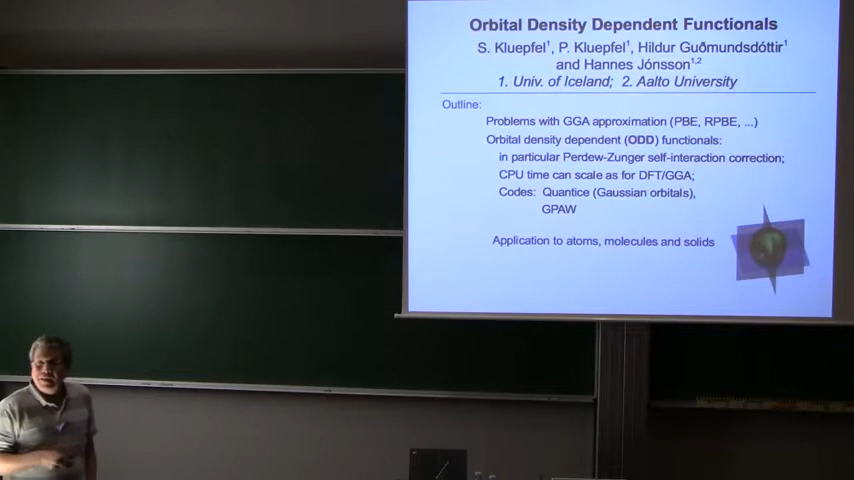 Orbital Density Dependent Functionals
S. Kluepfel¹, P. Kluepfel¹, Hildur Guðmundsdóttir¹
and Hannes Jónsson¹,²
1. Univ. of Iceland; 2. Aalto University
Outline:
Problems with GGA approximation (PBE, RPBE, ...)
Orbital density dependent (ODD) functionals:
in particular Perdew-Zunger self-interaction correction;
CPU time can scale as for DFT/GGA;
Codes: Quantice (Gaussian orbitals),
GPAW
Application to atoms, molecules and solids